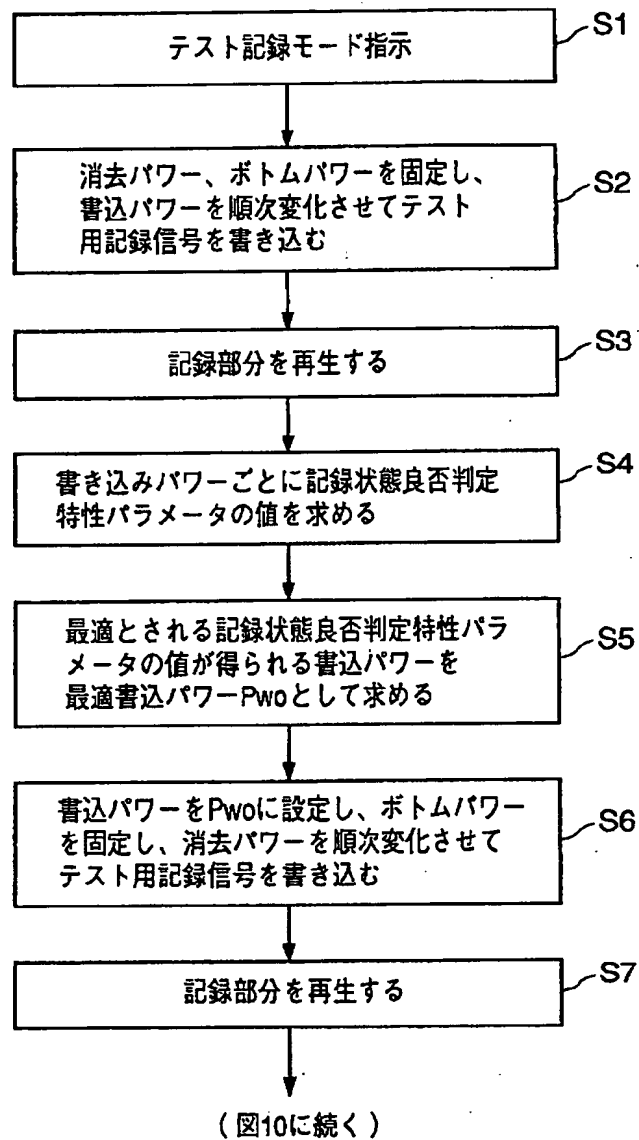 テスト記録モード指示
S1
消去パワー、ボトムパワーを固定し、
書込パワーを順次変化させてテスト
用記録信号を書き込む
S2
記録部分を再生する
S3
書き込みパワーごとに記録状態良否判定
特性パラメータの値を求める
S4
最適とされる記録状態良否判定特性パラ
メータの値が得られる書込パワーを
最適書込パワーPwoとして求める
S5
書込パワーをPwoに設定し、ボトムパワー
を固定し、消去パワーを順次変化させて
テスト用記録信号を書き込む
S6
記録部分を再生する
S7
(図10に続く)